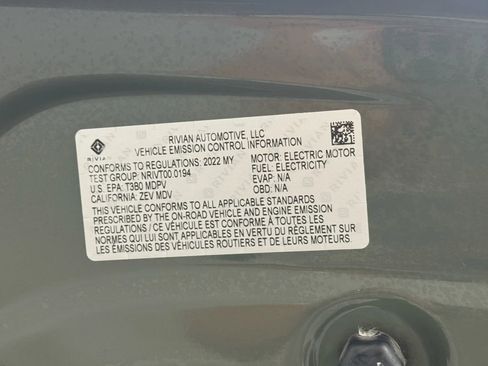 RIVIAN AUTOMOTIVE, LLC
VEHICLE EMISSION CONTROL INFORMATION
RIVIAN
CONFORMS TO REGULATIONS: 2022 MY
MOTOR: ELECTRIC MOTOR
TEST GROUP: NRIVT00.0194
FUEL: ELECTRICITY
U.S. EPA: T3B0 MDPV
EVAP: N/A
CALIFORNIA: ZEV MDV
OBD: N/A
THIS VEHICLE CONFORMS TO ALL APPLICABLE STANDARDS
PRESCRIBED BY THE ON-ROAD VEHICLE AND ENGINE EMISSION
REGULATIONS / CE VÉHICULE EST CONFORME À TOUTES LES
NORMES QUI LUI SONT APPLICABLES EN VERTU DU RÈGLEMENT SUR
LES ÉMISSIONS DES VÉHICULES ROUTIERS ET DE LEURS MOTEURS.